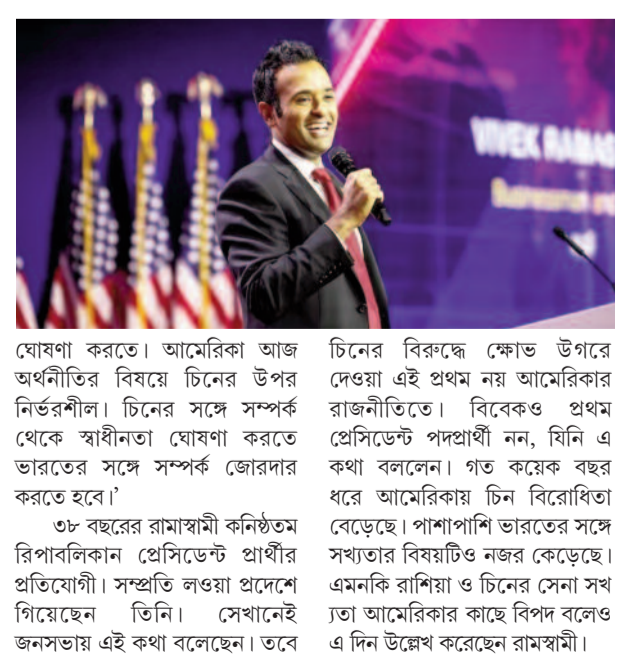 VIVEK RAMAS
ঘোষণা করতে। আমেরিকা আজ
অর্থনীতির বিষয়ে চিনের উপর
নির্ভরশীল। চিনের সঙ্গে সম্পর্ক
থেকে স্বাধীনতা ঘোষণা করতে
ভারতের সঙ্গে সম্পর্ক জোরদার
করতে হবে।’
৩৮ বছরের রামাস্বামী কনিষ্ঠতম
রিপাবলিকান প্রেসিডেন্ট প্রার্থীর
প্রতিযোগী। সম্প্রতি লওয়া প্রদেশে
গিয়েছেন তিনি। সেখানেই
জনসভায় এই কথা বলেছেন। তবে
চিনের বিরুদ্ধে ক্ষোভ উগরে
দেওয়া এই প্রথম নয় আমেরিকার
রাজনীতিতে। বিবেকও প্রথম
প্রেসিডেন্ট পদপ্রার্থী নন, যিনি এ
কথা বললেন। গত কয়েক বছর
ধরে আমেরিকায় চিন বিরোধিতা
বেড়েছে। পাশাপাশি ভারতের সঙ্গে
সখ্যতার বিষয়টিও নজর কেড়েছে।
এমনকি রাশিয়া ও চিনের সেনা সখ
্যতা আমেরিকার কাছে বিপদ বলেও
এ দিন উল্লেখ করেছেন রামস্বামী।